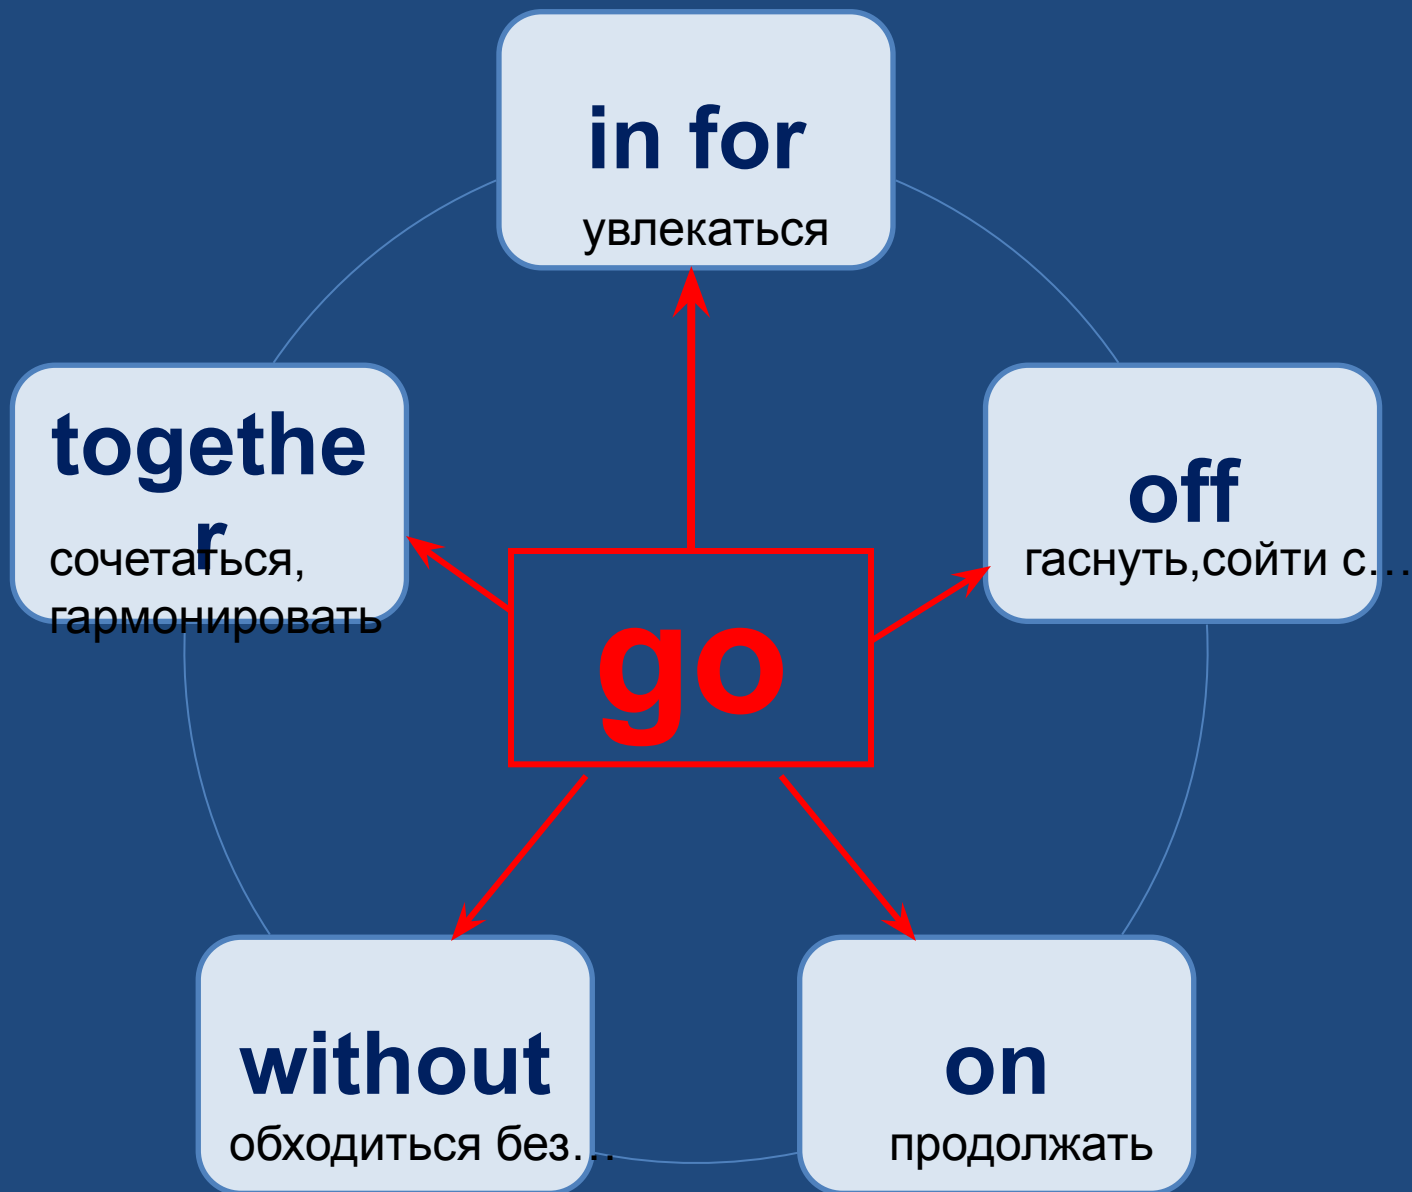 in for
увлекаться
togethe
r
сочетаться,
гармонировать
off
гаснуть,сойти с…
go
without
обходиться без…
on
продолжать